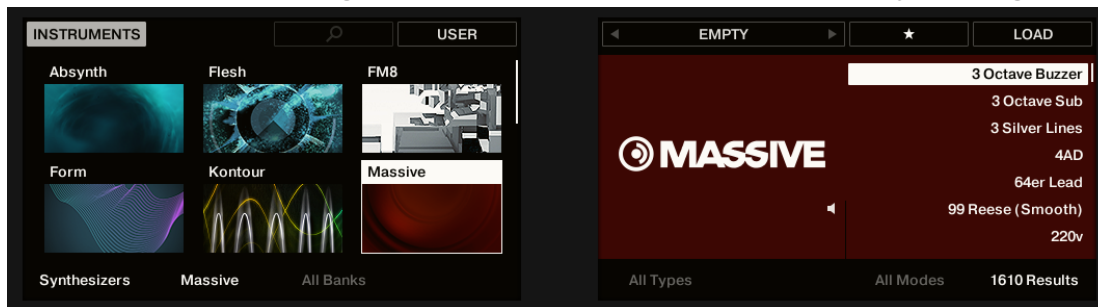 INSTRUMENTS USER
Absynth Flesh FM8
Form Kontour Massive
Synthesizers Massive All Banks
EMPTY ★ LOAD
MASSIVE
3 Octave Buzzer
3 Octave Sub
3 Silver Lines
4AD
64er Lead
99 Reese (Smooth)
220v
All Types All Modes 1610 Results